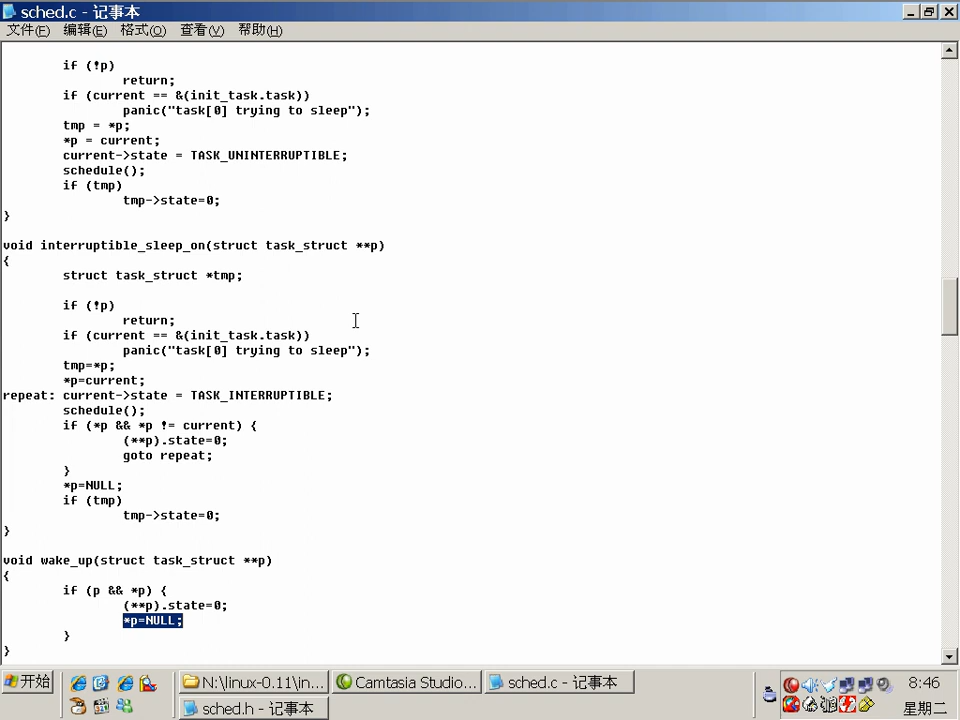 sched.c - 记事本
文件(F) 编辑(E) 格式(O) 查看(V) 帮助(H)
if (!p)
return;
if (current == &(init_task.task))
panic("task[0] trying to sleep");
tmp = *p;
*p = current;
current->state = TASK_UNINTERRUPTIBLE;
schedule();
if (tmp)
tmp->state=0;
}
void interruptible_sleep_on(struct task_struct **p)
{
struct task_struct *tmp;
if (!p)
return;
if (current == &(init_task.task))
panic("task[0] trying to sleep");
tmp=*p;
*p=current;
repeat: current->state = TASK_INTERRUPTIBLE;
schedule();
if (*p && *p != current) {
(**p).state=0;
goto repeat;
}
*p=NULL;
if (tmp)
tmp->state=0;
}
void wake_up(struct task_struct **p)
{
if (p && *p) {
(**p).state=0;
*p=NULL;
}
}
开始 N:\linux-0.11\in... Camtasia Studio... sched.c - 记事本 8:46
sched.h - 记事本 星期二